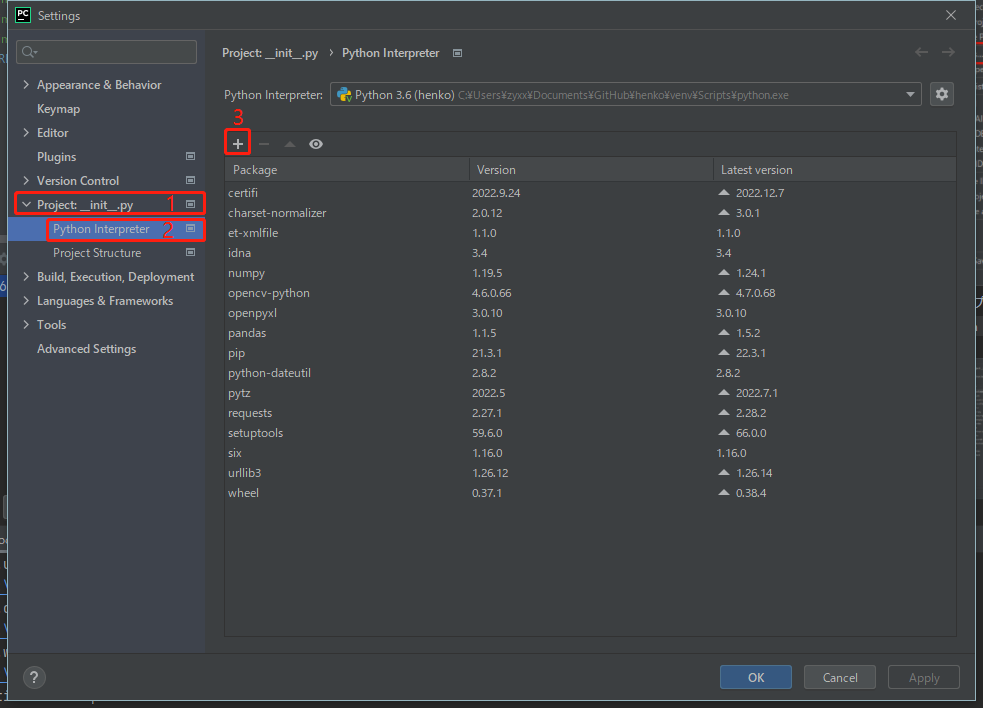 PC Settings
Project: __init__.py › Python Interpreter
Appearance & Behavior
Keymap
Editor
Plugins
Version Control
Project: __init__.py 1
Python Interpreter 2
Project Structure
Build, Execution, Deployment
Languages & Frameworks
Tools
Advanced Settings
Python Interpreter: Python 3.6 (henko) C:¥Users¥zyxx¥Documents¥GitHub¥henko¥venv¥Scripts¥python.exe
3
+ −
Package Version Latest version
certifi 2022.9.24 2022.12.7
charset-normalizer 2.0.12 3.0.1
et-xmlfile 1.1.0 1.1.0
idna 3.4 3.4
numpy 1.19.5 1.24.1
opencv-python 4.6.0.66 4.7.0.68
openpyxl 3.0.10 3.0.10
pandas 1.1.5 1.5.2
pip 21.3.1 22.3.1
python-dateutil 2.8.2 2.8.2
pytz 2022.5 2022.7.1
requests 2.27.1 2.28.2
setuptools 59.6.0 66.0.0
six 1.16.0 1.16.0
urllib3 1.26.12 1.26.14
wheel 0.37.1 0.38.4
? OK Cancel Apply